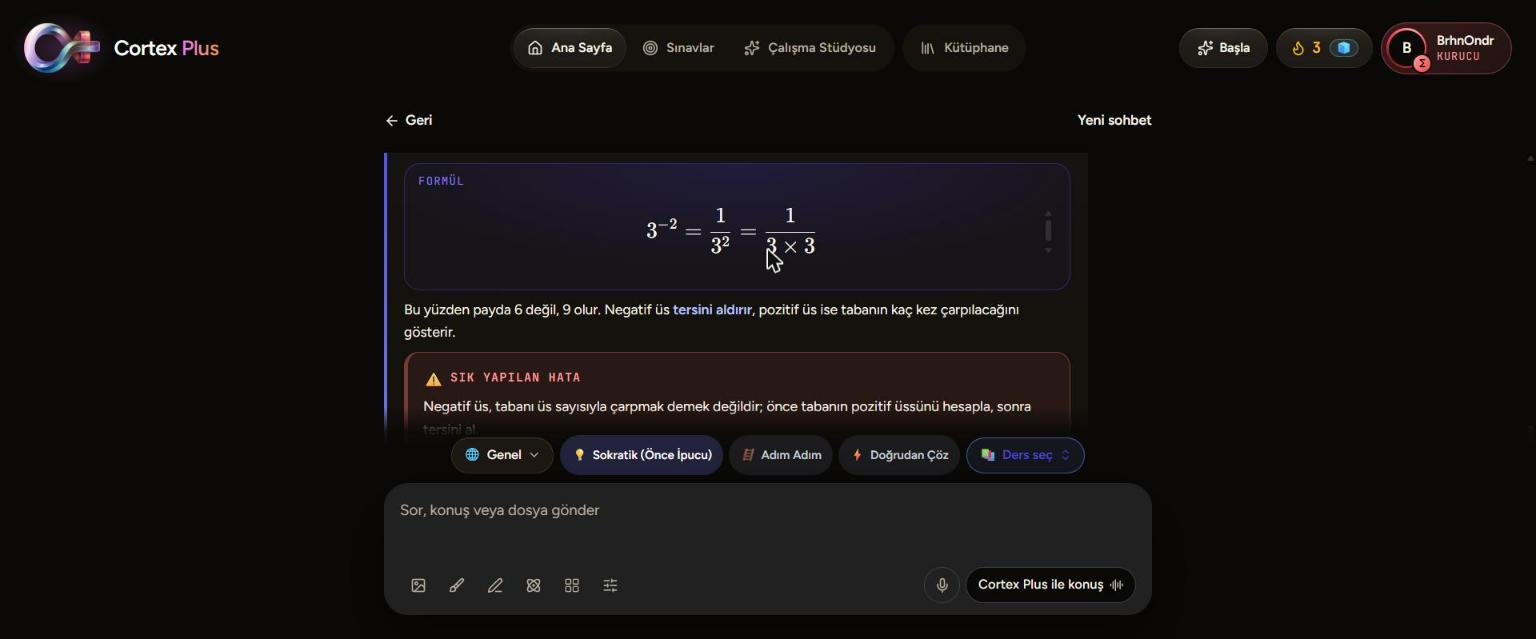 Cortex Plus
Ana Sayfa
Sınavlar
Çalışma Stüdyosu
Kütüphane
Başla
3
B
Σ
BrhnOndr
KURUCU
Geri
Yeni sohbet
FORMÜL
3⁻² = 1/3² = 1/(3 × 3)
Bu yüzden payda 6 değil, 9 olur. Negatif üs tersini aldırır, pozitif üs ise tabanın kaç kez çarpılacağını
gösterir.
SIK YAPILAN HATA
Negatif üs, tabanı üs sayısıyla çarpmak demek değildir; önce tabanın pozitif üssünü hesapla, sonra
tersini al.
Genel
Sokratik (Önce İpucu)
Adım Adım
Doğrudan Çöz
Ders seç
Sor, konuş veya dosya gönder
Cortex Plus ile konuş